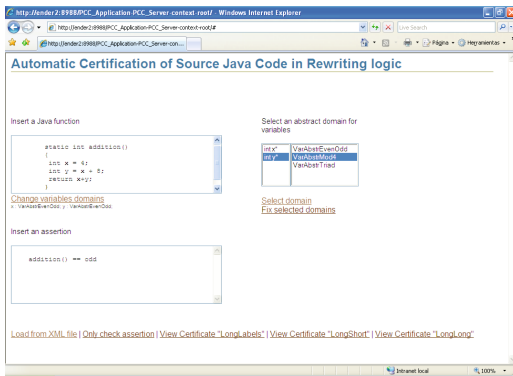 http://ender2:8988/PCC_Application-PCC_Server-context-root/ - Windows Internet Explorer
http://ender2:8988/PCC_Application-PCC_Server-context-root/#
Live Search
http://ender2:8988/PCC_Application-PCC_Server-con...
Página
Herramientas
Automatic Certification of Source Java Code in Rewriting logic
Insert a Java function
Select an abstract domain for
variables
static int addition()
{
int x = 4;
int y = x + 8;
return x+y;
}
int x*
int y*
VarAbstrEvenOdd
VarAbstrMod4
VarAbstrTriad
Change variables domains
x: VarAbstrEvenOdd; y: VarAbstrEvenOdd
Select domain
Fix selected domains
Insert an assertion
addition() == odd
Load from XML file | Only check assertion | View Certificate "LongLabels" | View Certificate "LongShort" | View Certificate "LongLong"
Intranet local
100%